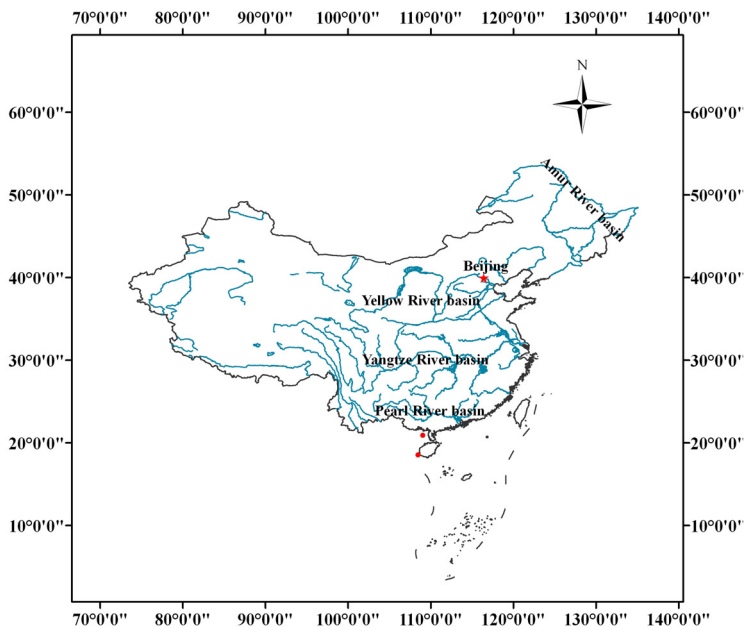 70°0'0" 80°0'0" 90°0'0" 100°0'0" 110°0'0" 120°0'0" 130°0'0" 140°0'0"
N
60°0'0" 60°0'0"
Amur River basin
50°0'0" 50°0'0"
Beijing
40°0'0" 40°0'0"
Yellow River basin
Yangtze River basin
30°0'0" 30°0'0"
Pearl River basin
20°0'0" 20°0'0"
10°0'0" 10°0'0"
70°0'0" 80°0'0" 90°0'0" 100°0'0" 110°0'0" 120°0'0" 130°0'0" 140°0'0"